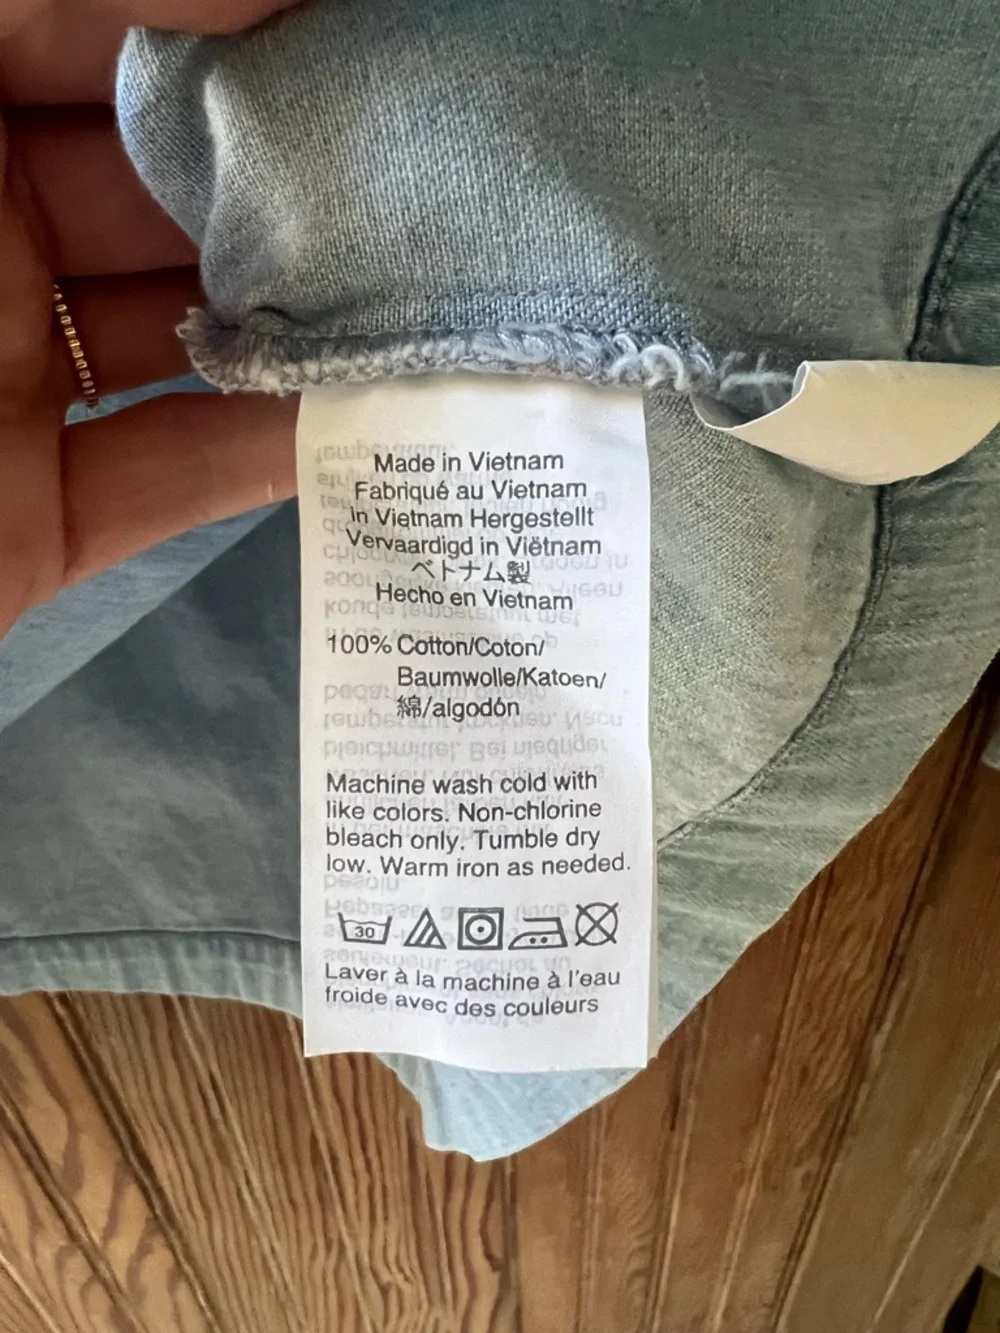 Made in Vietnam
Fabriqué au Vietnam
In Vietnam Hergestellt
Vervaardigd in Viëtnam
ベトナム製
Hecho en Vietnam
100% Cotton/Coton/
Baumwolle/Katoen/
綿/algodón
Machine wash cold with
like colors. Non-chlorine
bleach only. Tumble dry
low. Warm iron as needed.
30
Laver à la machine à l'eau
froide avec des couleurs